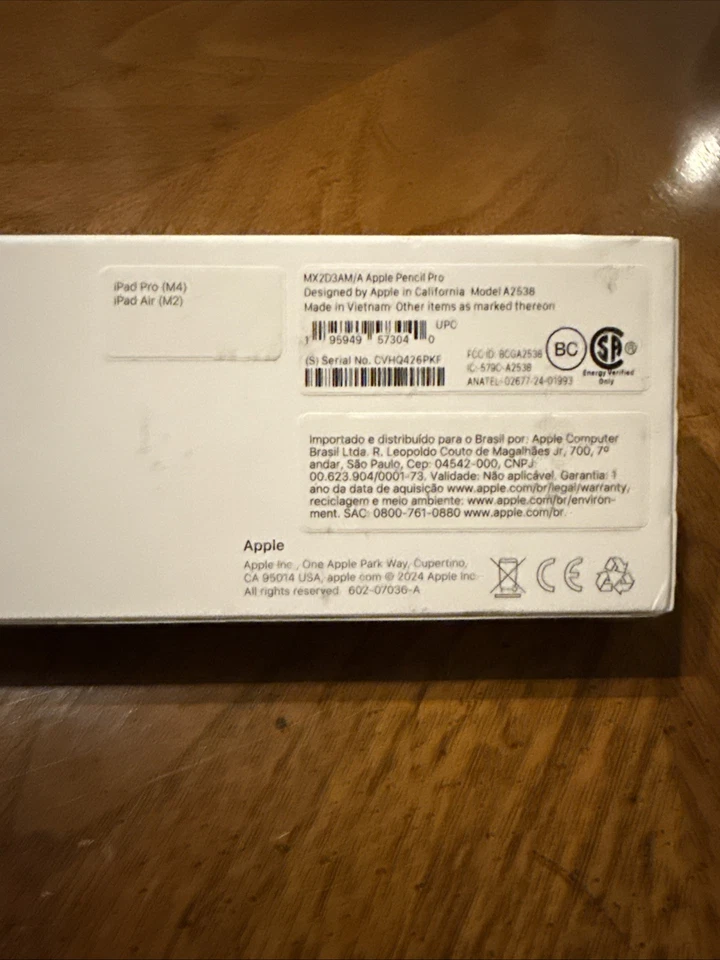 iPad Pro (M4)
iPad Air (M2)
MX2D3AM/A Apple Pencil Pro
Designed by Apple in California Model A2538
Made in Vietnam Other items as marked thereon
UPC
1 95949 57304 0
(S) Serial No. CVHQ426PKF
FCC ID: BCGA2538
IC: 579C-A2538
ANATEL: 02677-24-01993
BC
SA
Energy Verified
Only
Importado e distribuído para o Brasil por: Apple Computer
Brasil Ltda. R. Leopoldo Couto de Magalhães Jr, 700, 7º
andar, São Paulo, Cep: 04542-000, CNPJ:
00.623.904/0001-73. Validade: Não aplicável. Garantia: 1
ano da data de aquisição www.apple.com/br/legal/warranty,
reciclagem e meio ambiente: www.apple.com/br/environ-
ment. SAC: 0800-761-0880 www.apple.com/br
Apple
Apple Inc., One Apple Park Way, Cupertino,
CA 95014 USA, apple.com © 2024 Apple Inc.
All rights reserved. 602-07036-A
CE